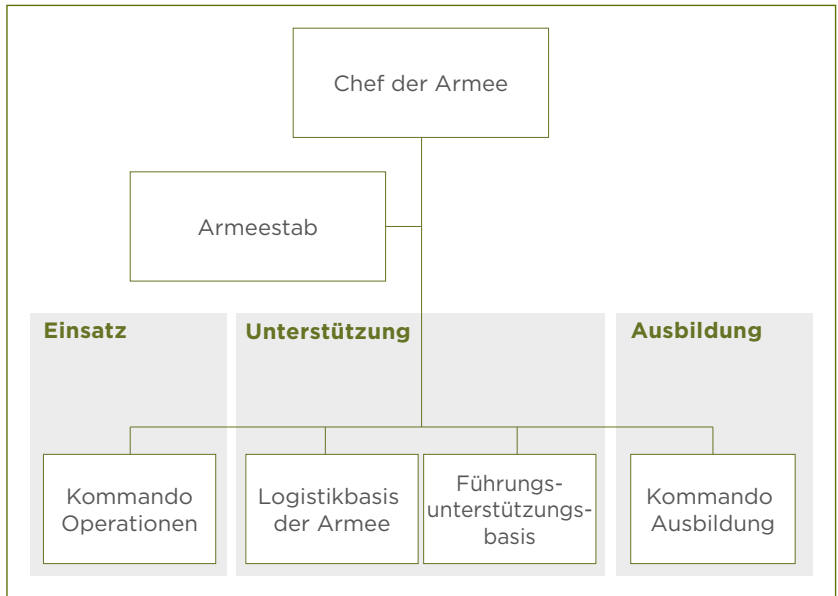 Chef der Armee
Armeestab
Einsatz
Unterstützung
Ausbildung
Kommando
Operationen
Logistikbasis
der Armee
Führungs-
unterstützungs-
basis
Kommando
Ausbildung